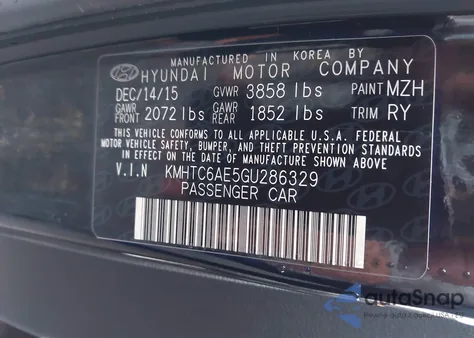 MANUFACTURED IN KOREA BY
HYUNDAI MOTOR COMPANY
DEC/14/15 GVWR 3858 lbs PAINT MZH
GAWR FRONT 2072 lbs GAWR REAR 1852 lbs TRIM RY
THIS VEHICLE CONFORMS TO ALL APPLICABLE U.S.A. FEDERAL
MOTOR VEHICLE SAFETY, BUMPER, AND THEFT PREVENTION STANDARDS
IN EFFECT ON THE DATE OF MANUFACTURE SHOWN ABOVE
V.I.N KMHTC6AE5GU286329
PASSENGER CAR
autoSnap